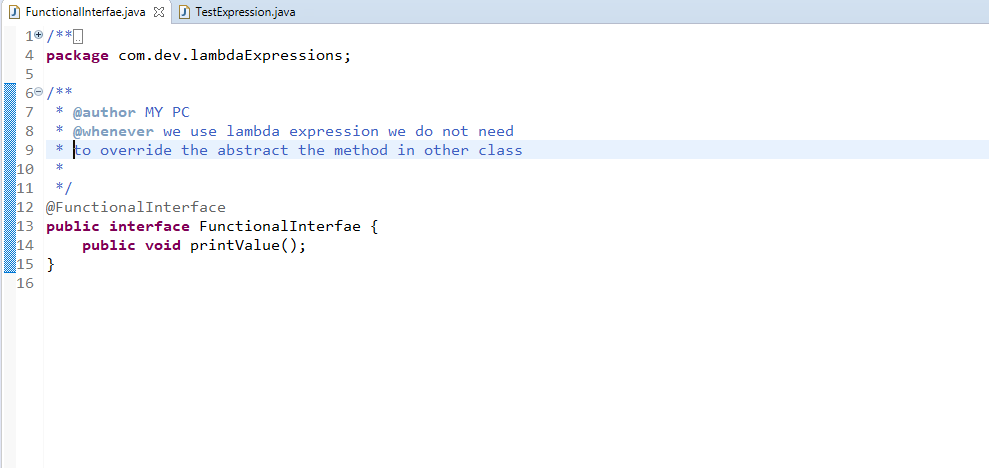 FunctionalInterfae.java TestExpression.java
1 /**
4 package com.dev.lambdaExpressions;
5
6 /**
7  * @author MY PC
8  * @whenever we use lambda expression we do not need
9  * to override the abstract the method in other class
10  *
11  */
12 @FunctionalInterface
13 public interface FunctionalInterfae {
14     public void printValue();
15 }
16